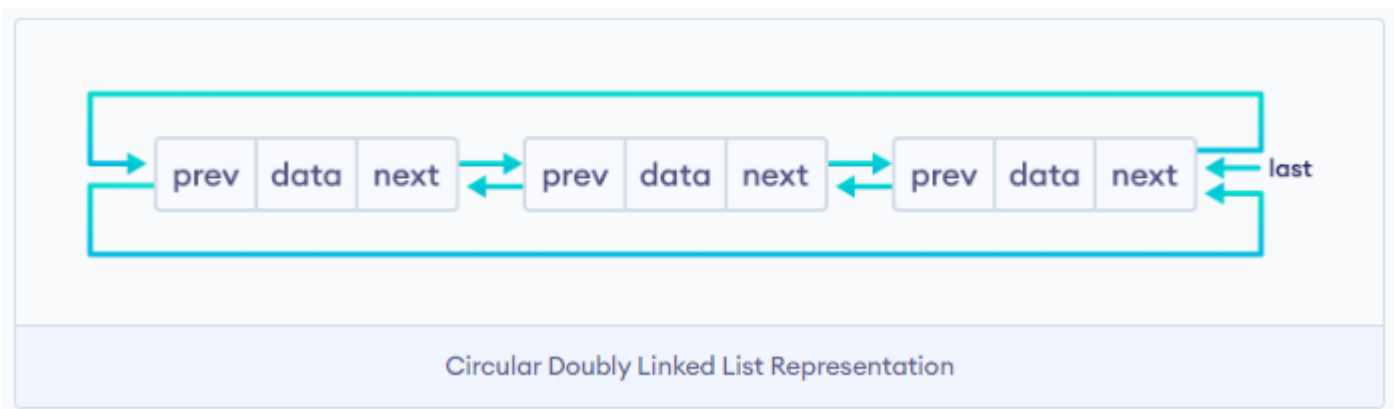 prev data next prev data next prev data next last
Circular Doubly Linked List Representation